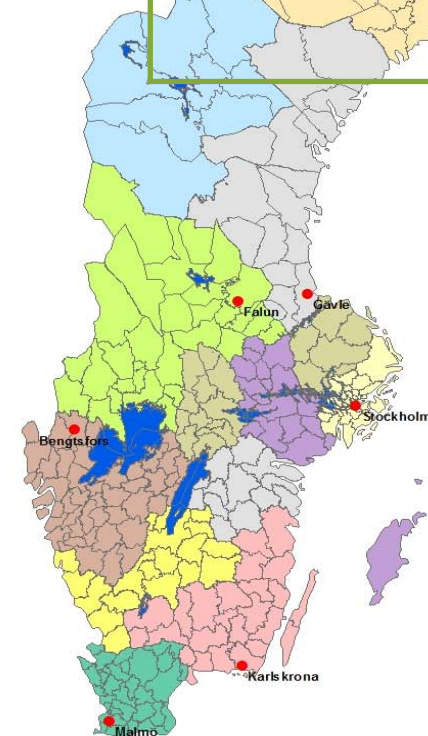 Falun
Gävle
Stockholm
Bengtsfors
Karlskrona
Malmö